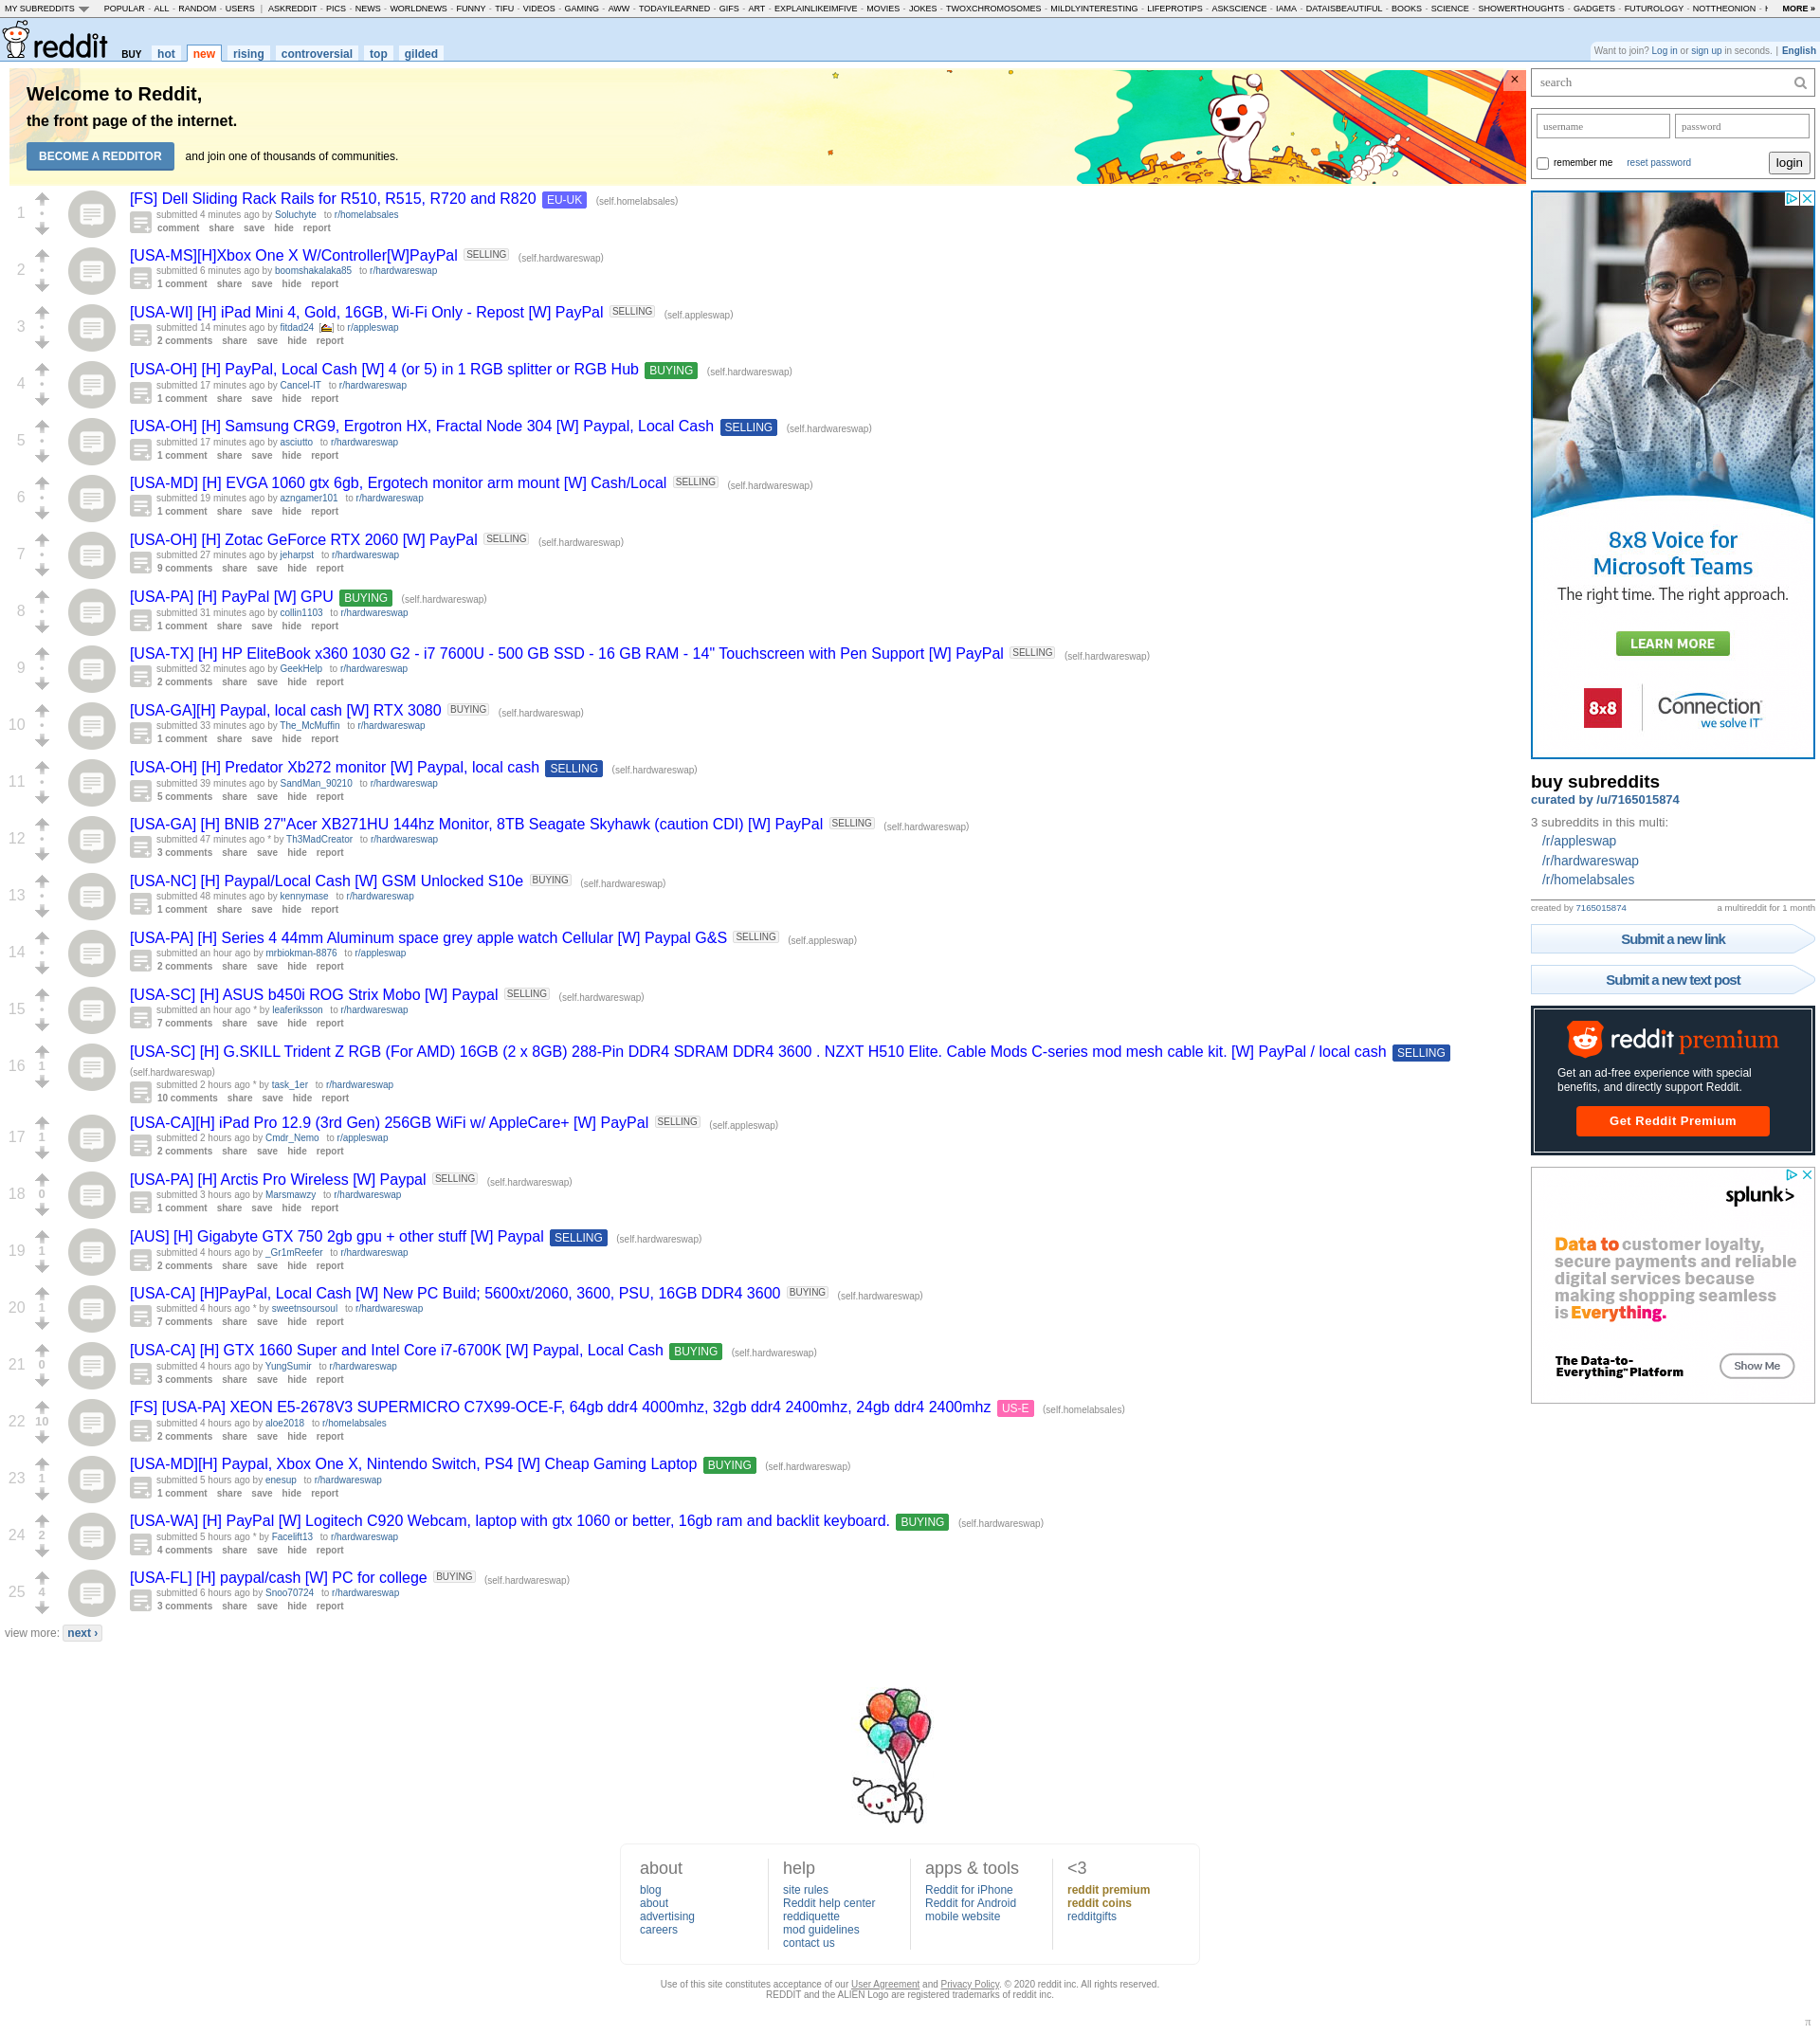 MY SUBREDDITS POPULAR - ALL - RANDOM - USERS | ASKREDDIT - PICS - NEWS - WORLDNEWS - FUNNY - TIFU - VIDEOS - GAMING - AWW - TODAYILEARNED - GIFS - ART - EXPLAINLIKEIMFIVE - MOVIES - JOKES - TWOXCHROMOSOMES - MILDLYINTERESTING - LIFEPROTIPS - ASKSCIENCE - IAMA - DATAISBEAUTIFUL - BOOKS - SCIENCE - SHOWERTHOUGHTS - GADGETS - FUTUROLOGY - NOTTHEONION - MORE »
reddit BUY hot new rising controversial top gilded
Want to join? Log in or sign up in seconds. | English
Welcome to Reddit,
the front page of the internet.
BECOME A REDDITOR and join one of thousands of communities.
×
1
[FS] Dell Sliding Rack Rails for R510, R515, R720 and R820 EU-UK (self.homelabsales)
submitted 4 minutes ago by Soluchyte to r/homelabsales
comment share save hide report
2
[USA-MS][H]Xbox One X W/Controller[W]PayPal SELLING (self.hardwareswap)
submitted 6 minutes ago by boomshakalaka85 to r/hardwareswap
1 comment share save hide report
3
[USA-WI] [H] iPad Mini 4, Gold, 16GB, Wi-Fi Only - Repost [W] PayPal SELLING (self.appleswap)
submitted 14 minutes ago by fitdad24 [] to r/appleswap
2 comments share save hide report
4
[USA-OH] [H] PayPal, Local Cash [W] 4 (or 5) in 1 RGB splitter or RGB Hub BUYING (self.hardwareswap)
submitted 17 minutes ago by Cancel-IT to r/hardwareswap
1 comment share save hide report
5
[USA-OH] [H] Samsung CRG9, Ergotron HX, Fractal Node 304 [W] Paypal, Local Cash SELLING (self.hardwareswap)
submitted 17 minutes ago by asciutto to r/hardwareswap
1 comment share save hide report
6
[USA-MD] [H] EVGA 1060 gtx 6gb, Ergotech monitor arm mount [W] Cash/Local SELLING (self.hardwareswap)
submitted 19 minutes ago by azngamer101 to r/hardwareswap
1 comment share save hide report
7
[USA-OH] [H] Zotac GeForce RTX 2060 [W] PayPal SELLING (self.hardwareswap)
submitted 27 minutes ago by jeharpst to r/hardwareswap
9 comments share save hide report
8
[USA-PA] [H] PayPal [W] GPU BUYING (self.hardwareswap)
submitted 31 minutes ago by collin1103 to r/hardwareswap
1 comment share save hide report
9
[USA-TX] [H] HP EliteBook x360 1030 G2 - i7 7600U - 500 GB SSD - 16 GB RAM - 14" Touchscreen with Pen Support [W] PayPal SELLING (self.hardwareswap)
submitted 32 minutes ago by GeekHelp to r/hardwareswap
2 comments share save hide report
10
[USA-GA][H] Paypal, local cash [W] RTX 3080 BUYING (self.hardwareswap)
submitted 33 minutes ago by The_McMuffin to r/hardwareswap
1 comment share save hide report
11
[USA-OH] [H] Predator Xb272 monitor [W] Paypal, local cash SELLING (self.hardwareswap)
submitted 39 minutes ago by SandMan_90210 to r/hardwareswap
5 comments share save hide report
12
[USA-GA] [H] BNIB 27"Acer XB271HU 144hz Monitor, 8TB Seagate Skyhawk (caution CDI) [W] PayPal SELLING (self.hardwareswap)
submitted 47 minutes ago * by Th3MadCreator to r/hardwareswap
3 comments share save hide report
13
[USA-NC] [H] Paypal/Local Cash [W] GSM Unlocked S10e BUYING (self.hardwareswap)
submitted 48 minutes ago by kennymase to r/hardwareswap
1 comment share save hide report
14
[USA-PA] [H] Series 4 44mm Aluminum space grey apple watch Cellular [W] Paypal G&S SELLING (self.appleswap)
submitted an hour ago by mrbiokman-8876 to r/appleswap
2 comments share save hide report
15
[USA-SC] [H] ASUS b450i ROG Strix Mobo [W] Paypal SELLING (self.hardwareswap)
submitted an hour ago * by leaferiksson to r/hardwareswap
7 comments share save hide report
16 1
[USA-SC] [H] G.SKILL Trident Z RGB (For AMD) 16GB (2 x 8GB) 288-Pin DDR4 SDRAM DDR4 3600 . NZXT H510 Elite. Cable Mods C-series mod mesh cable kit. [W] PayPal / local cash SELLING
(self.hardwareswap)
submitted 2 hours ago * by task_1er to r/hardwareswap
10 comments share save hide report
17 1
[USA-CA][H] iPad Pro 12.9 (3rd Gen) 256GB WiFi w/ AppleCare+ [W] PayPal SELLING (self.appleswap)
submitted 2 hours ago by Cmdr_Nemo to r/appleswap
2 comments share save hide report
18 0
[USA-PA] [H] Arctis Pro Wireless [W] Paypal SELLING (self.hardwareswap)
submitted 3 hours ago by Marsmawzy to r/hardwareswap
1 comment share save hide report
19 1
[AUS] [H] Gigabyte GTX 750 2gb gpu + other stuff [W] Paypal SELLING (self.hardwareswap)
submitted 4 hours ago by _Gr1mReefer to r/hardwareswap
2 comments share save hide report
20 1
[USA-CA] [H]PayPal, Local Cash [W] New PC Build; 5600xt/2060, 3600, PSU, 16GB DDR4 3600 BUYING (self.hardwareswap)
submitted 4 hours ago * by sweetnsoursoul to r/hardwareswap
7 comments share save hide report
21 0
[USA-CA] [H] GTX 1660 Super and Intel Core i7-6700K [W] Paypal, Local Cash BUYING (self.hardwareswap)
submitted 4 hours ago by YungSumir to r/hardwareswap
3 comments share save hide report
22 10
[FS] [USA-PA] XEON E5-2678V3 SUPERMICRO C7X99-OCE-F, 64gb ddr4 4000mhz, 32gb ddr4 2400mhz, 24gb ddr4 2400mhz US-E (self.homelabsales)
submitted 4 hours ago by aloe2018 to r/homelabsales
2 comments share save hide report
23 1
[USA-MD][H] Paypal, Xbox One X, Nintendo Switch, PS4 [W] Cheap Gaming Laptop BUYING (self.hardwareswap)
submitted 5 hours ago by enesup to r/hardwareswap
1 comment share save hide report
24 2
[USA-WA] [H] PayPal [W] Logitech C920 Webcam, laptop with gtx 1060 or better, 16gb ram and backlit keyboard. BUYING (self.hardwareswap)
submitted 5 hours ago * by Facelift13 to r/hardwareswap
4 comments share save hide report
25 4
[USA-FL] [H] paypal/cash [W] PC for college BUYING (self.hardwareswap)
submitted 6 hours ago by Snoo70724 to r/hardwareswap
3 comments share save hide report
view more: next ›
search
username password
remember me reset password login
8x8 Voice for
Microsoft Teams
The right time. The right approach.
LEARN MORE
8x8 Connection
we solve IT
buy subreddits
curated by /u/7165015874
3 subreddits in this multi:
/r/appleswap
/r/hardwareswap
/r/homelabsales
created by 7165015874 a multireddit for 1 month
Submit a new link
Submit a new text post
reddit premium
Get an ad-free experience with special
benefits, and directly support Reddit.
Get Reddit Premium
splunk>
Data to customer loyalty,
secure payments and reliable
digital services because
making shopping seamless
is Everything.
The Data-to-
Everything™ Platform
Show Me
about
blog
about
advertising
careers
help
site rules
Reddit help center
reddiquette
mod guidelines
contact us
apps & tools
Reddit for iPhone
Reddit for Android
mobile website
<3
reddit premium
reddit coins
redditgifts
Use of this site constitutes acceptance of our User Agreement and Privacy Policy. © 2020 reddit inc. All rights reserved.
REDDIT and the ALIEN Logo are registered trademarks of reddit inc.
π